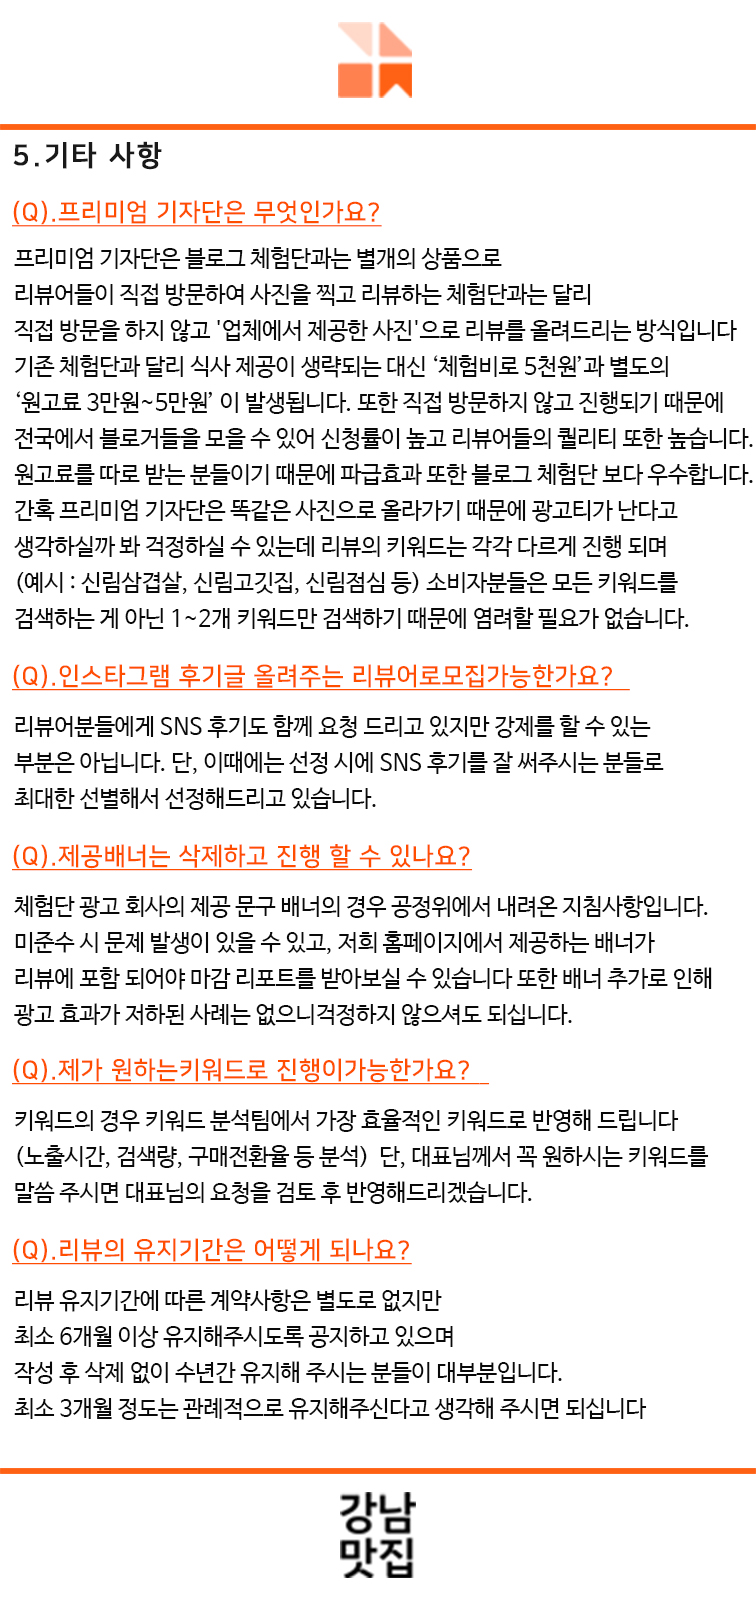 5.기타 사항
(Q).프리미엄 기자단은 무엇인가요?
프리미엄 기자단은 블로그 체험단과는 별개의 상품으로
리뷰어들이 직접 방문하여 사진을 찍고 리뷰하는 체험단과는 달리
직접 방문을 하지 않고 '업체에서 제공한 사진'으로 리뷰를 올려드리는 방식입니다
기존 체험단과 달리 식사 제공이 생략되는 대신 ‘체험비로 5천원’과 별도의
‘원고료 3만원~5만원’ 이 발생됩니다. 또한 직접 방문하지 않고 진행되기 때문에
전국에서 블로거들을 모을 수 있어 신청률이 높고 리뷰어들의 퀄리티 또한 높습니다.
원고료를 따로 받는 분들이기 때문에 파급효과 또한 블로그 체험단 보다 우수합니다.
간혹 프리미엄 기자단은 똑같은 사진으로 올라가기 때문에 광고티가 난다고
생각하실까 봐 걱정하실 수 있는데 리뷰의 키워드는 각각 다르게 진행 되며
(예시 : 신림삼겹살, 신림고깃집, 신림점심 등) 소비자분들은 모든 키워드를
검색하는 게 아닌 1~2개 키워드만 검색하기 때문에 염려할 필요가 없습니다.
(Q).인스타그램 후기글 올려주는 리뷰어로모집가능한가요?
리뷰어분들에게 SNS 후기도 함께 요청 드리고 있지만 강제를 할 수 있는
부분은 아닙니다. 단, 이때에는 선정 시에 SNS 후기를 잘 써주시는 분들로
최대한 선별해서 선정해드리고 있습니다.
(Q).제공배너는 삭제하고 진행 할 수 있나요?
체험단 광고 회사의 제공 문구 배너의 경우 공정위에서 내려온 지침사항입니다.
미준수 시 문제 발생이 있을 수 있고, 저희 홈페이지에서 제공하는 배너가
리뷰에 포함 되어야 마감 리포트를 받아보실 수 있습니다 또한 배너 추가로 인해
광고 효과가 저하된 사례는 없으니걱정하지 않으셔도 되십니다.
(Q).제가 원하는키워드로 진행이가능한가요?
키워드의 경우 키워드 분석팀에서 가장 효율적인 키워드로 반영해 드립니다
(노출시간, 검색량, 구매전환율 등 분석) 단, 대표님께서 꼭 원하시는 키워드를
말씀 주시면 대표님의 요청을 검토 후 반영해드리겠습니다.
(Q).리뷰의 유지기간은 어떻게 되나요?
리뷰 유지기간에 따른 계약사항은 별도로 없지만
최소 6개월 이상 유지해주시도록 공지하고 있으며
작성 후 삭제 없이 수년간 유지해 주시는 분들이 대부분입니다.
최소 3개월 정도는 관례적으로 유지해주신다고 생각해 주시면 되십니다
강남
맛집